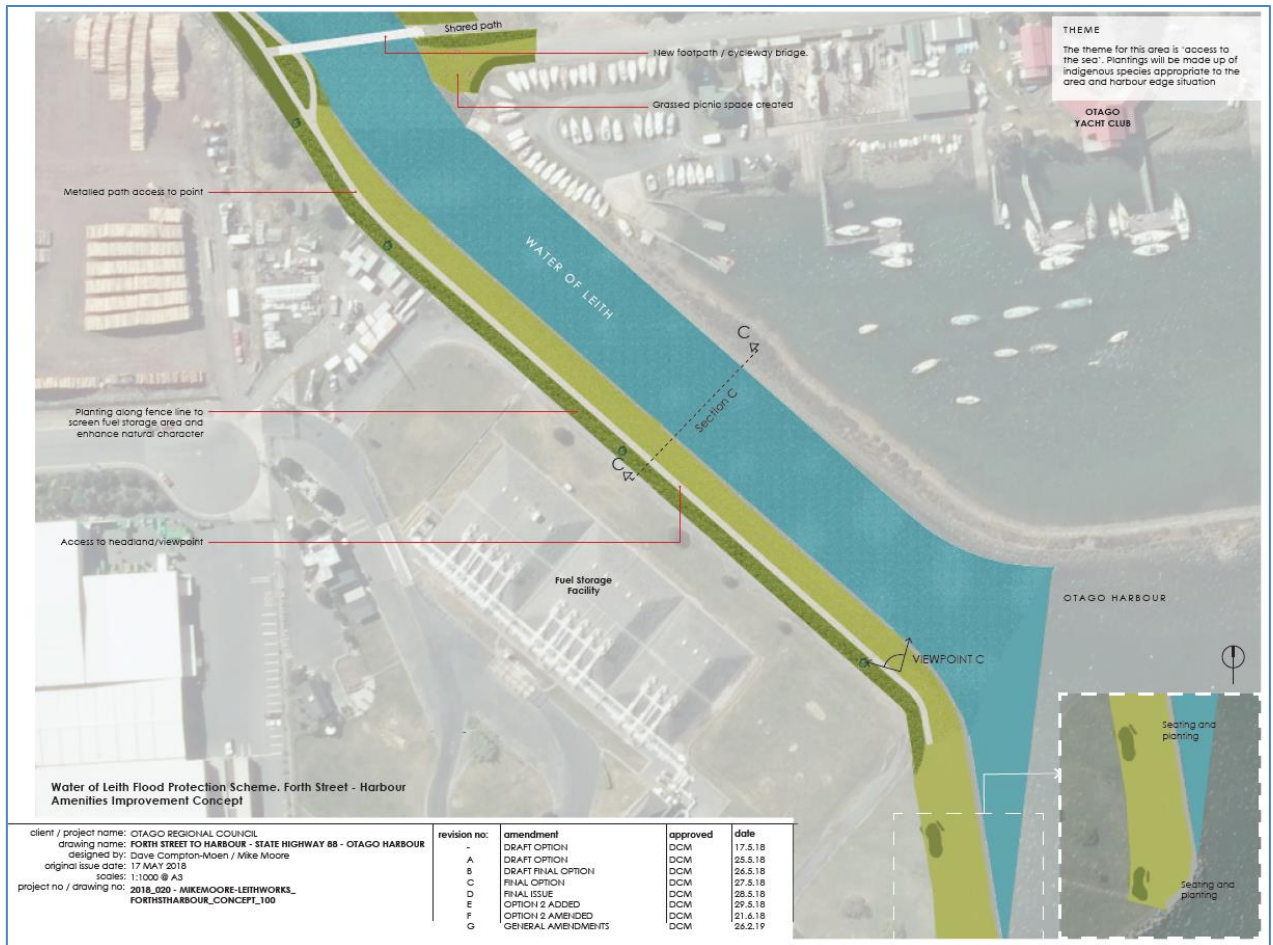 Shared path
New footpath / cycleway bridge.
Grassed picnic space created
THEME
The theme for this area is 'access to
the sea'. Plantings will be made up of
indigenous species appropriate to the
area and harbour edge situation
OTAGO
YACHT CLUB
Metalled path access to point
WATER OF LEITH
C
Section C
C
Planting along fence line to
screen fuel storage area and
enhance natural character
Access to headland/viewpoint
Fuel Storage
Facility
OTAGO HARBOUR
VIEWPOINT C
Seating and
planting
Seating and
planting
Water of Leith Flood Protection Scheme. Forth Street - Harbour
Amenities Improvement Concept
client / project name: OTAGO REGIONAL COUNCIL
drawing name: FORTH STREET TO HARBOUR - STATE HIGHWAY 88 - OTAGO HARBOUR
designed by: Dave Compton-Moen / Mike Moore
original issue date: 17 MAY 2018
scales: 1:1000 @ A3
project no / drawing no: 2018_020 - MIKEMOORE-LEITHWORKS_
FORTHSTHARBOUR_CONCEPT_100
revision no: amendment approved date
- DRAFT OPTION DCM 17.5.18
A DRAFT OPTION DCM 25.5.18
B DRAFT FINAL OPTION DCM 26.5.18
C FINAL OPTION DCM 27.5.18
D FINAL ISSUE DCM 28.5.18
E OPTION 2 ADDED DCM 29.5.18
F OPTION 2 AMENDED DCM 21.6.18
G GENERAL AMENDMENTS DCM 26.2.19